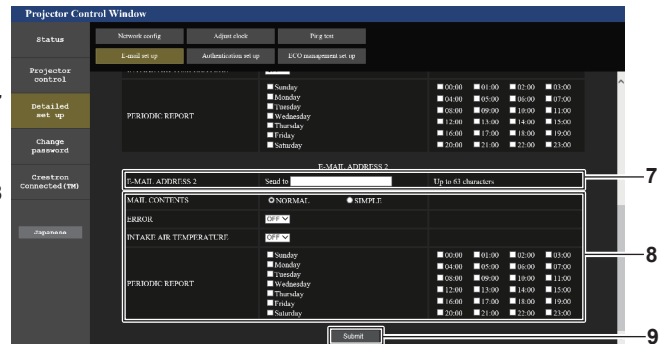 Projector Control Window
Status
Network config Adjust clock Ping test
E-mail set up Authentication set up ECO management set up
Projector control
Detailed set up
Change password
Crestron Connected(TM)
Japanese
PERIODIC REPORT
Sunday 00:00 01:00 02:00 03:00
Monday 04:00 05:00 06:00 07:00
Tuesday 08:00 09:00 10:00 11:00
Wednesday 12:00 13:00 14:00 15:00
Thursday
Friday 16:00 17:00 18:00 19:00
Saturday 20:00 21:00 22:00 23:00
E-MAIL ADDRESS 2
E-MAIL ADDRESS 2 Send to Up to 63 characters 7
MAIL CONTENTS NORMAL SIMPLE
ERROR OFF
INTAKE AIR TEMPERATURE OFF
8
PERIODIC REPORT
Sunday 00:00 01:00 02:00 03:00
Monday 04:00 05:00 06:00 07:00
Tuesday 08:00 09:00 10:00 11:00
Wednesday 12:00 13:00 14:00 15:00
Thursday
Friday 16:00 17:00 18:00 19:00
Saturday 20:00 21:00 22:00 23:00
Submit 9